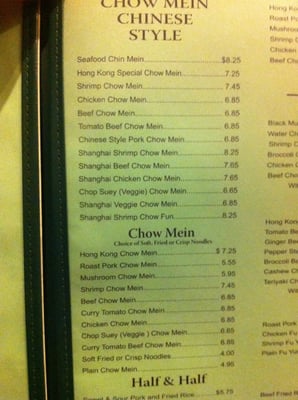 CHOW MEIN
CHINESE
STYLE
Seafood Chin Mein $8.25
Hong Kong Special Chow Mein 7.25
Shrimp Chow Mein 7.45
Chicken Chow Mein 6.85
Beef Chow Mein 6.85
Tomato Beef Chow Mein 6.85
Chinese Style Pork Chow Mein 6.85
Shanghai Shrimp Chow Mein 8.25
Shanghai Beef Chow Mein 7.65
Shanghai Chicken Chow Mein 7.65
Chop Suey (Veggie) Chow Mein 6.65
Shanghai Veggie Chow Mein 6.85
Shanghai Shrimp Chow Fun 8.25
Chow Mein
Choice of Soft, Fried or Crisp Noodles
Hong Kong Chow Mein $ 7.25
Roast Pork Chow Mein 5.55
Mushroom Chow Mein 5.95
Shrimp Chow Mein 7.45
Beef Chow Mein 6.85
Curry Tomato Chow Mein 6.85
Chicken Chow Mein 6.85
Chop Suey (Veggie ) Chow Mein 6.85
Curry Tomato Beef Chow Mein 6.85
Soft Fried or Crisp Noodles 4.00
Plain Chow Mein 4.95
Half & Half
& Sour Pork and Fried Rice $5.75
Hong K
Roast P
Mushroo
Shrimp C
Chicken
Beef Ch
Black Mu
Water Ch
Shrimp C
Broccoli
Chicken
Beef Cho
Hong Ko
Tomato Be
Ginger Be
Pepper St
Broccoli Be
Cashew C
Teriyaki C
Roast Pork
Chicken Fu
Shrimp Fu Y
Plain Fu Y
Beef Fried R